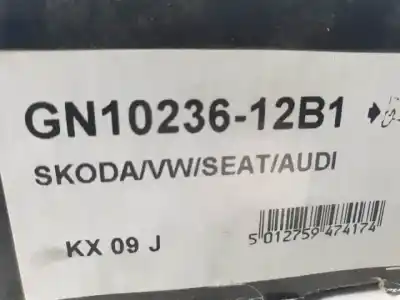 GN10236-12B1
SKODA/VW/SEAT/AUDI
KX 09 J
5 012759 474174